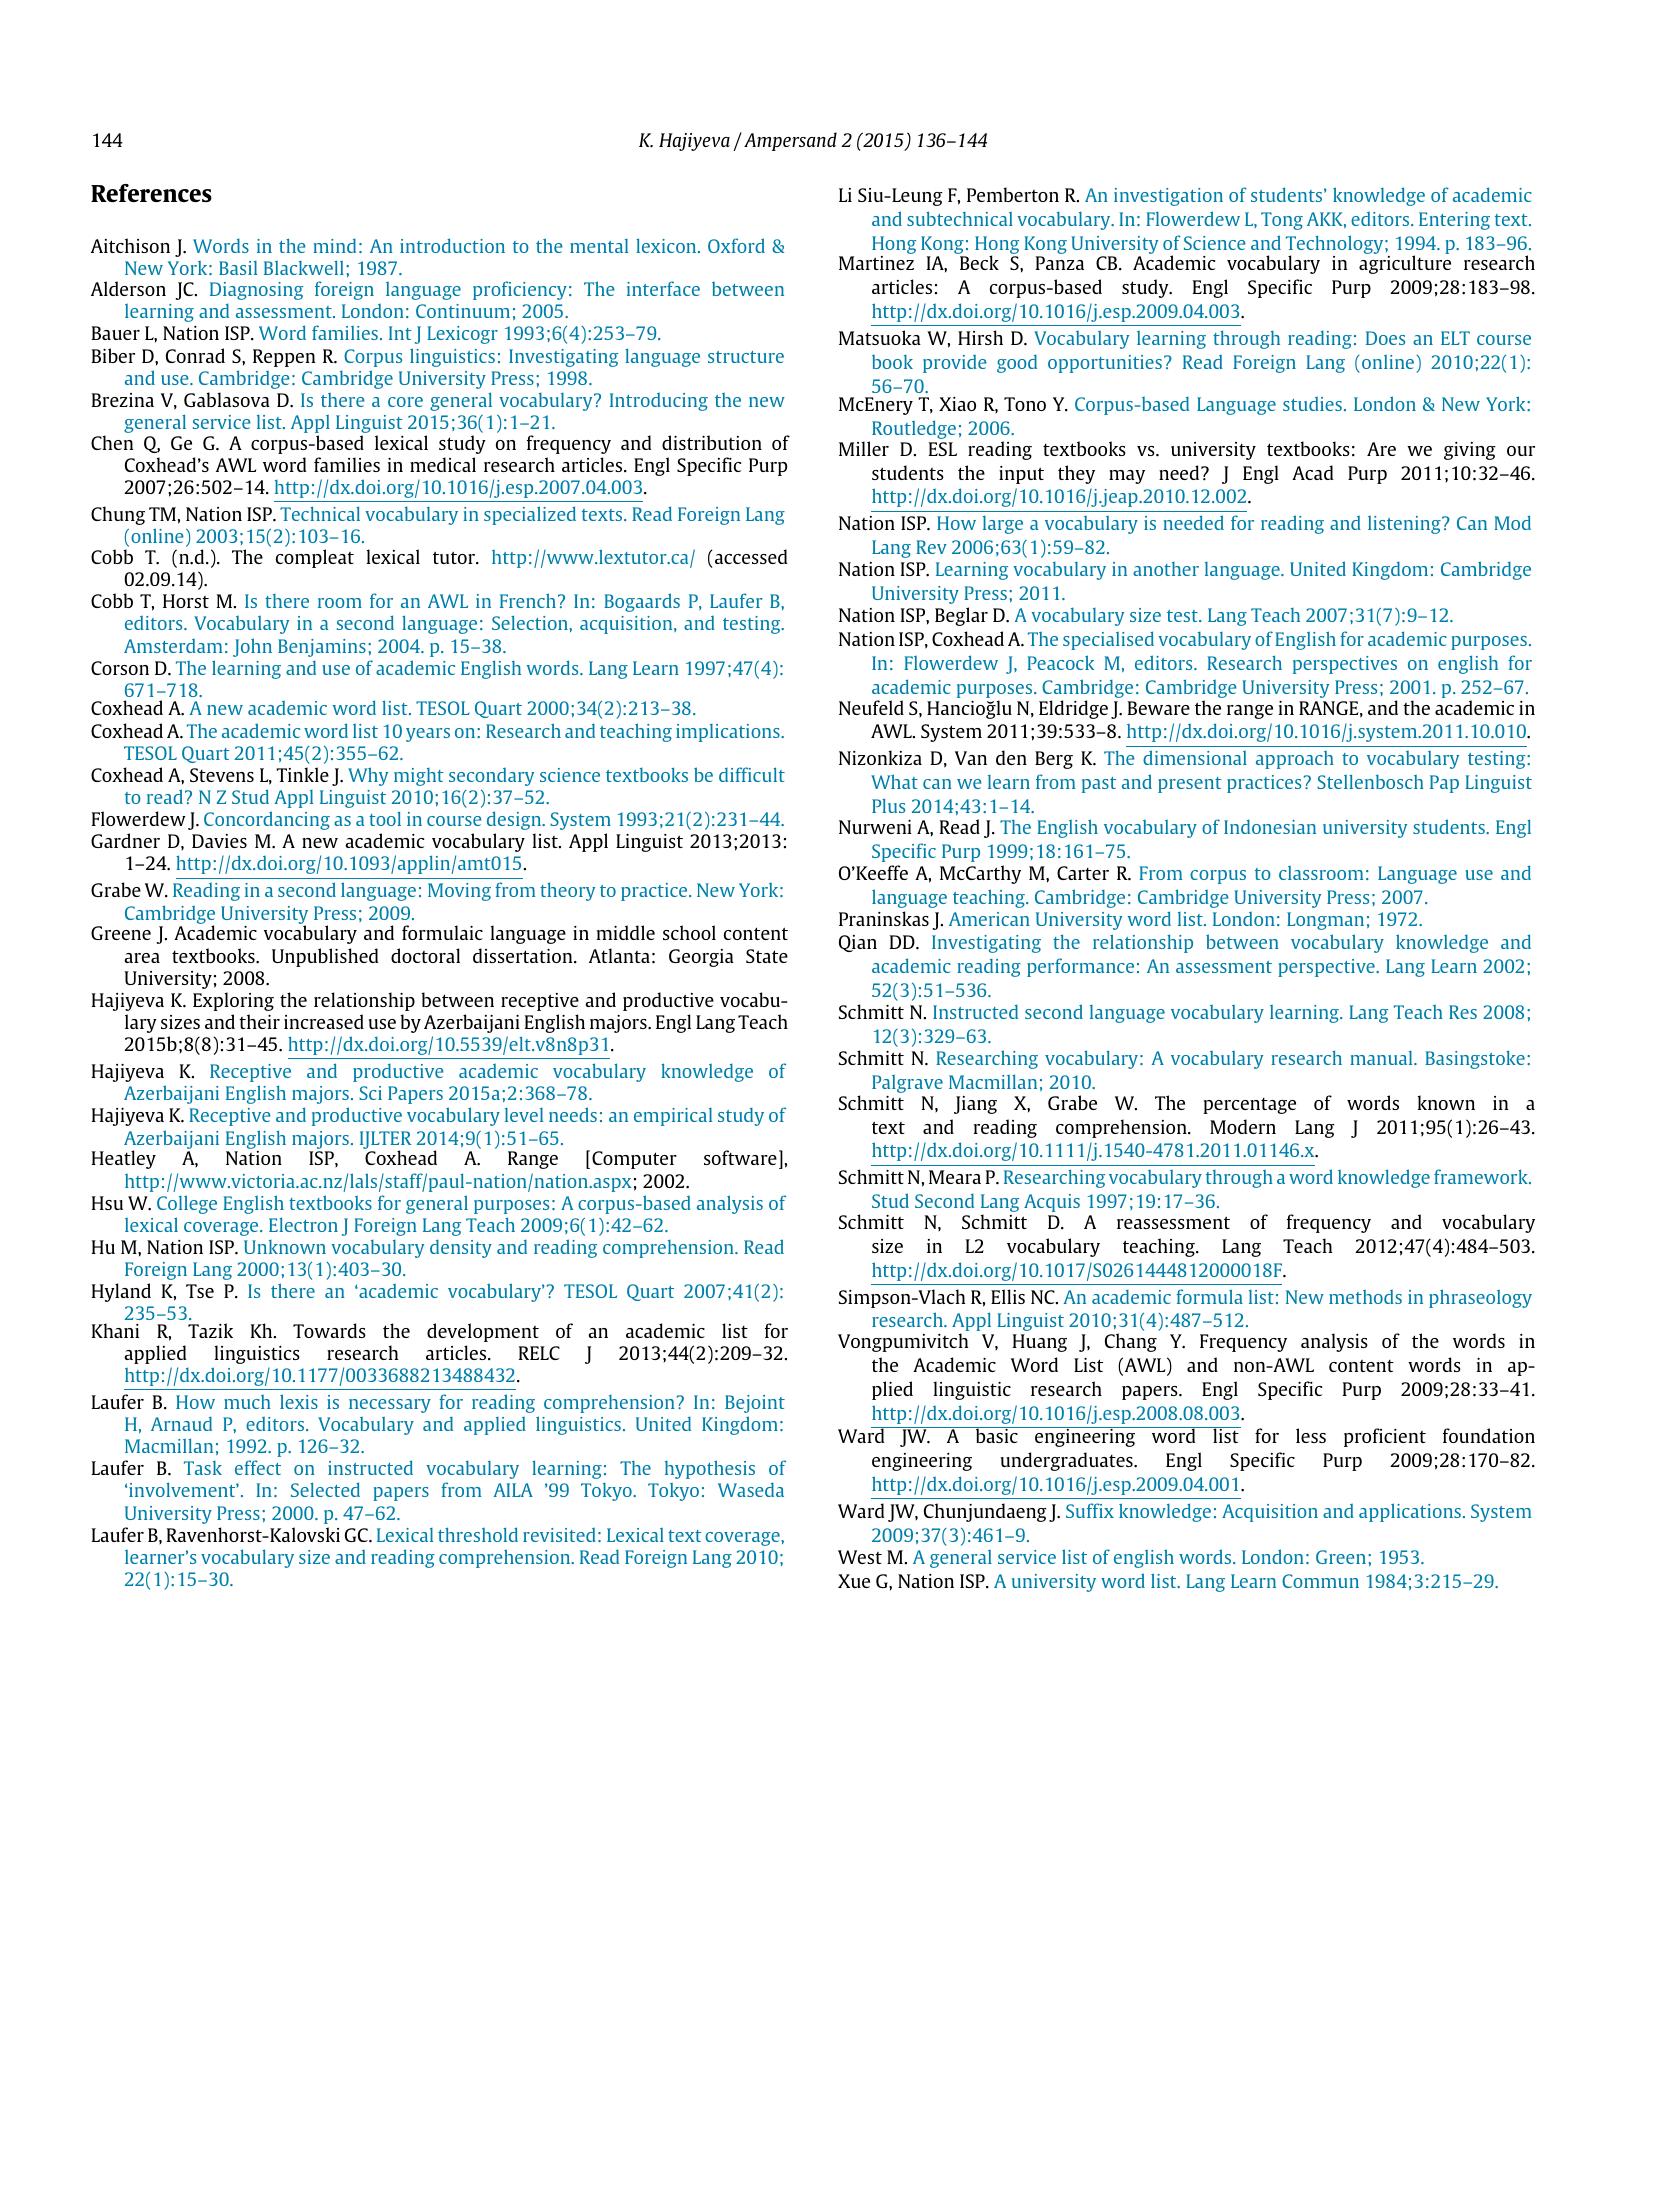 144
K. Hajiyeva / Ampersand 2 (2015) 136–144
References
Aitchison J. Words in the mind: An introduction to the mental lexicon. Oxford &
New York: Basil Blackwell; 1987.
Alderson JC. Diagnosing foreign language proficiency: The interface between
learning and assessment. London: Continuum; 2005.
Bauer L, Nation ISP. Word families. Int J Lexicogr 1993;6(4):253–79.
Biber D, Conrad S, Reppen R. Corpus linguistics: Investigating language structure
and use. Cambridge: Cambridge University Press; 1998.
Brezina V, Gablasova D. Is there a core general vocabulary? Introducing the new
general service list. Appl Linguist 2015;36(1):1–21.
Chen Q, Ge G. A corpus-based lexical study on frequency and distribution of
Coxhead’s AWL word families in medical research articles. Engl Specific Purp
2007;26:502–14. http://dx.doi.org/10.1016/j.esp.2007.04.003.
Chung TM, Nation ISP. Technical vocabulary in specialized texts. Read Foreign Lang
(online) 2003;15(2):103–16.
Cobb T. (n.d.). The compleat lexical tutor. http://www.lextutor.ca/ (accessed
02.09.14).
Cobb T, Horst M. Is there room for an AWL in French? In: Bogaards P, Laufer B,
editors. Vocabulary in a second language: Selection, acquisition, and testing.
Amsterdam: John Benjamins; 2004. p. 15–38.
Corson D. The learning and use of academic English words. Lang Learn 1997;47(4):
671–718.
Coxhead A. A new academic word list. TESOL Quart 2000;34(2):213–38.
Coxhead A. The academic word list 10 years on: Research and teaching implications.
TESOL Quart 2011;45(2):355–62.
Coxhead A, Stevens L, Tinkle J. Why might secondary science textbooks be difficult
to read? N Z Stud Appl Linguist 2010;16(2):37–52.
Flowerdew J. Concordancing as a tool in course design. System 1993;21(2):231–44.
Gardner D, Davies M. A new academic vocabulary list. Appl Linguist 2013;2013:
1–24. http://dx.doi.org/10.1093/applin/amt015.
Grabe W. Reading in a second language: Moving from theory to practice. New York:
Cambridge University Press; 2009.
Greene J. Academic vocabulary and formulaic language in middle school content
area textbooks. Unpublished doctoral dissertation. Atlanta: Georgia State
University; 2008.
Hajiyeva K. Exploring the relationship between receptive and productive vocabu-
lary sizes and their increased use by Azerbaijani English majors. Engl Lang Teach
2015b;8(8):31–45. http://dx.doi.org/10.5539/elt.v8n8p31.
Hajiyeva K. Receptive and productive academic vocabulary knowledge of
Azerbaijani English majors. Sci Papers 2015a;2:368–78.
Hajiyeva K. Receptive and productive vocabulary level needs: an empirical study of
Azerbaijani English majors. IJLTER 2014;9(1):51–65.
Heatley A, Nation ISP, Coxhead A. Range [Computer software],
http://www.victoria.ac.nz/lals/staff/paul-nation/nation.aspx; 2002.
Hsu W. College English textbooks for general purposes: A corpus-based analysis of
lexical coverage. Electron J Foreign Lang Teach 2009;6(1):42–62.
Hu M, Nation ISP. Unknown vocabulary density and reading comprehension. Read
Foreign Lang 2000;13(1):403–30.
Hyland K, Tse P. Is there an ‘academic vocabulary’? TESOL Quart 2007;41(2):
235–53.
Khani R, Tazik Kh. Towards the development of an academic list for
applied linguistics research articles. RELC J 2013;44(2):209–32.
http://dx.doi.org/10.1177/0033688213488432.
Laufer B. How much lexis is necessary for reading comprehension? In: Bejoint
H, Arnaud P, editors. Vocabulary and applied linguistics. United Kingdom:
Macmillan; 1992. p. 126–32.
Laufer B. Task effect on instructed vocabulary learning: The hypothesis of
‘involvement’. In: Selected papers from AILA ’99 Tokyo. Tokyo: Waseda
University Press; 2000. p. 47–62.
Laufer B, Ravenhorst-Kalovski GC. Lexical threshold revisited: Lexical text coverage,
learner’s vocabulary size and reading comprehension. Read Foreign Lang 2010;
22(1):15–30.
Li Siu-Leung F, Pemberton R. An investigation of students’ knowledge of academic
and subtechnical vocabulary. In: Flowerdew L, Tong AKK, editors. Entering text.
Hong Kong: Hong Kong University of Science and Technology; 1994. p. 183–96.
Martinez IA, Beck S, Panza CB. Academic vocabulary in agriculture research
articles: A corpus-based study. Engl Specific Purp 2009;28:183–98.
http://dx.doi.org/10.1016/j.esp.2009.04.003.
Matsuoka W, Hirsh D. Vocabulary learning through reading: Does an ELT course
book provide good opportunities? Read Foreign Lang (online) 2010;22(1):
56–70.
McEnery T, Xiao R, Tono Y. Corpus-based Language studies. London & New York:
Routledge; 2006.
Miller D. ESL reading textbooks vs. university textbooks: Are we giving our
students the input they may need? J Engl Acad Purp 2011;10:32–46.
http://dx.doi.org/10.1016/j.jeap.2010.12.002.
Nation ISP. How large a vocabulary is needed for reading and listening? Can Mod
Lang Rev 2006;63(1):59–82.
Nation ISP. Learning vocabulary in another language. United Kingdom: Cambridge
University Press; 2011.
Nation ISP, Beglar D. A vocabulary size test. Lang Teach 2007;31(7):9–12.
Nation ISP, Coxhead A. The specialised vocabulary of English for academic purposes.
In: Flowerdew J, Peacock M, editors. Research perspectives on english for
academic purposes. Cambridge: Cambridge University Press; 2001. p. 252–67.
Neufeld S, Hancioğlu N, Eldridge J. Beware the range in RANGE, and the academic in
AWL. System 2011;39:533–8. http://dx.doi.org/10.1016/j.system.2011.10.010.
Nizonkiza D, Van den Berg K. The dimensional approach to vocabulary testing:
What can we learn from past and present practices? Stellenbosch Pap Linguist
Plus 2014;43:1–14.
Nurweni A, Read J. The English vocabulary of Indonesian university students. Engl
Specific Purp 1999;18:161–75.
O’Keeffe A, McCarthy M, Carter R. From corpus to classroom: Language use and
language teaching. Cambridge: Cambridge University Press; 2007.
Praninskas J. American University word list. London: Longman; 1972.
Qian DD. Investigating the relationship between vocabulary knowledge and
academic reading performance: An assessment perspective. Lang Learn 2002;
52(3):51–536.
Schmitt N. Instructed second language vocabulary learning. Lang Teach Res 2008;
12(3):329–63.
Schmitt N. Researching vocabulary: A vocabulary research manual. Basingstoke:
Palgrave Macmillan; 2010.
Schmitt N, Jiang X, Grabe W. The percentage of words known in a
text and reading comprehension. Modern Lang J 2011;95(1):26–43.
http://dx.doi.org/10.1111/j.1540-4781.2011.01146.x.
Schmitt N, Meara P. Researching vocabulary through a word knowledge framework.
Stud Second Lang Acquis 1997;19:17–36.
Schmitt N, Schmitt D. A reassessment of frequency and vocabulary
size in L2 vocabulary teaching. Lang Teach 2012;47(4):484–503.
http://dx.doi.org/10.1017/S0261444812000018F.
Simpson-Vlach R, Ellis NC. An academic formula list: New methods in phraseology
research. Appl Linguist 2010;31(4):487–512.
Vongpumivitch V, Huang J, Chang Y. Frequency analysis of the words in
the Academic Word List (AWL) and non-AWL content words in ap-
plied linguistic research papers. Engl Specific Purp 2009;28:33–41.
http://dx.doi.org/10.1016/j.esp.2008.08.003.
Ward JW. A basic engineering word list for less proficient foundation
engineering undergraduates. Engl Specific Purp 2009;28:170–82.
http://dx.doi.org/10.1016/j.esp.2009.04.001.
Ward JW, Chunjundaeng J. Suffix knowledge: Acquisition and applications. System
2009;37(3):461–9.
West M. A general service list of english words. London: Green; 1953.
Xue G, Nation ISP. A university word list. Lang Learn Commun 1984;3:215–29.